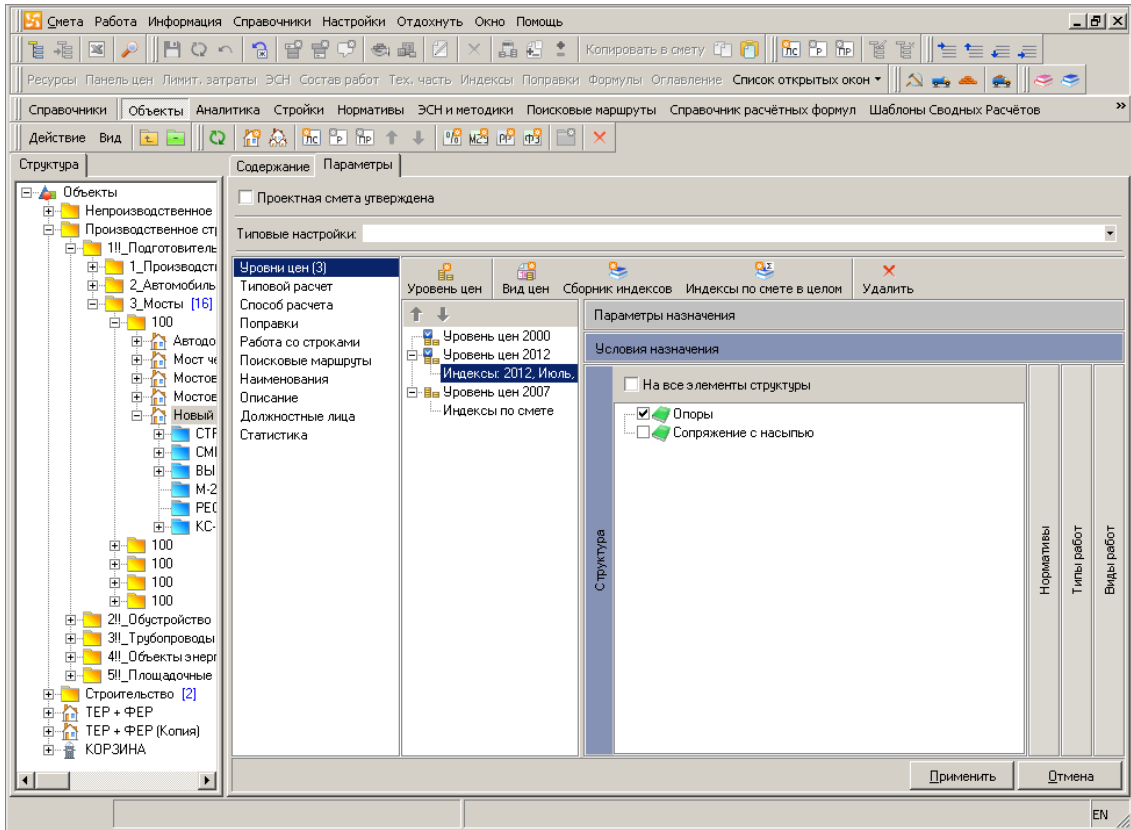 Смета Работа Информация Справочники Настройки Отдохнуть Окно Помощь
Копировать в смету ЛС ОР ЛР
Ресурсы Панель цен Лимит. затраты ЭСН Состав работ Тех. часть Индексы Поправки Формулы Оглавление Список открытых окон
Справочники Объекты Аналитика Стройки Нормативы ЭСН и методики Поисковые маршруты Справочник расчётных формул Шаблоны Сводных Расчётов »
Действие Вид
Структура
Содержание Параметры
Объекты
Непроизводственное
Производственное стр
1!!_Подготовитель
1_Производст
2_Автомобиль
3_Мосты [16]
100
Автодо
Мост че
Мостов
Мостов
Новый
СТР
СМІ
ВЫ
М-2
РЕС
КС-
100
100
100
100
2!!_Обустройство
3!!_Трубопроводы
4!!_Объекты энерг
5!!_Площадочные
Строительство [2]
ТЕР + ФЕР
ТЕР + ФЕР (Копия)
КОРЗИНА
Проектная смета утверждена
Типовые настройки:
Уровни цен (3)
Типовой расчет
Способ расчета
Поправки
Работа со строками
Поисковые маршруты
Наименования
Описание
Должностные лица
Статистика
Уровень цен Вид цен Сборник индексов Индексы по смете в целом Удалить
Уровень цен 2000
Уровень цен 2012
Индексы: 2012, Июль,
Уровень цен 2007
Индексы по смете
Параметры назначения
Условия назначения
Структура
На все элементы структуры
Опоры
Сопряжение с насыпью
Нормативы
Типы работ
Виды работ
Применить Отмена
EN